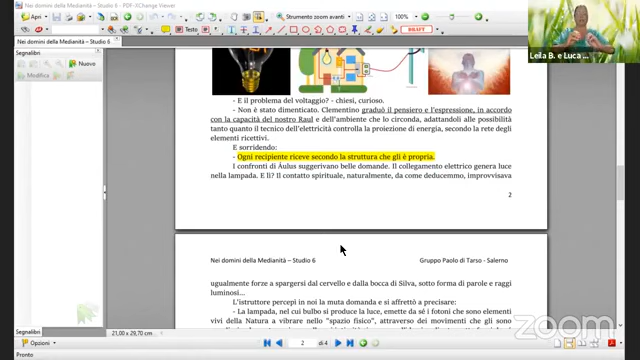 Nei domini della Medianità – Studio 6 - PDF-XChange Viewer
Apri
Strumento zoom avanti
100%
DRAFT
Nei domini della Medianità – Studio 6
Segnalibri
Nuovo
Modifica
- E il problema del voltaggio? - chiesi, curioso.
- Non è stato dimenticato. Clementino graduò il pensiero e l'espressione, in accordo
con la capacità del nostro Raul e dell'ambiente che lo circonda, adattandoli alle possibilità
tanto quanto il tecnico dell'elettricità controlla la proiezione di energia, secondo la rete degli
elementi ricettivi.
E sorridendo:
- Ogni recipiente riceve secondo la struttura che gli è propria.
I confronti di Áulus suggerivano belle domande. Il collegamento elettrico genera luce
nella lampada. E lì? Il contatto spirituale, naturalmente, da come deducemmo, improvvisava
2
Nei domini della Medianità – Studio 6 Gruppo Paolo di Tarso - Salerno
ugualmente forze a spargersi dal cervello e dalla bocca di Silva, sotto forma di parole e raggi
luminosi...
L'istruttore percepì in noi la muta domanda e si affrettò a precisare:
- La lampada, nel cui bulbo si produce la luce, emette da sé i fotoni che sono elementi
vivi della Natura a vibrare nello "spazio fisico", attraverso dei movimenti che gli sono
Segnalibri
21,00 x 29,70 cm
Opzioni
2 di 4
Pronto
Leila B. e Luca ...
zoom